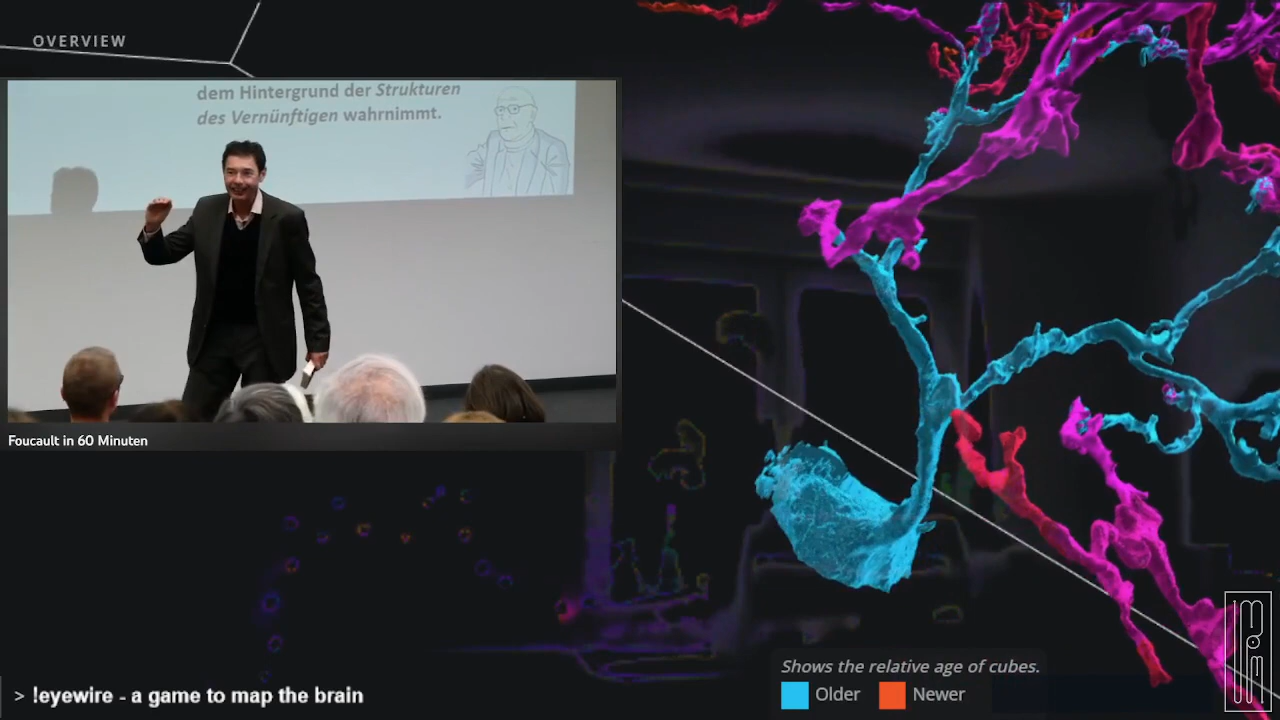 OVERVIEW
dem Hintergrund der Strukturen
des Vernünftigen wahrnimmt.
Foucault in 60 Minuten
Shows the relative age of cubes.
Older
Newer
> !eyewire - a game to map the brain